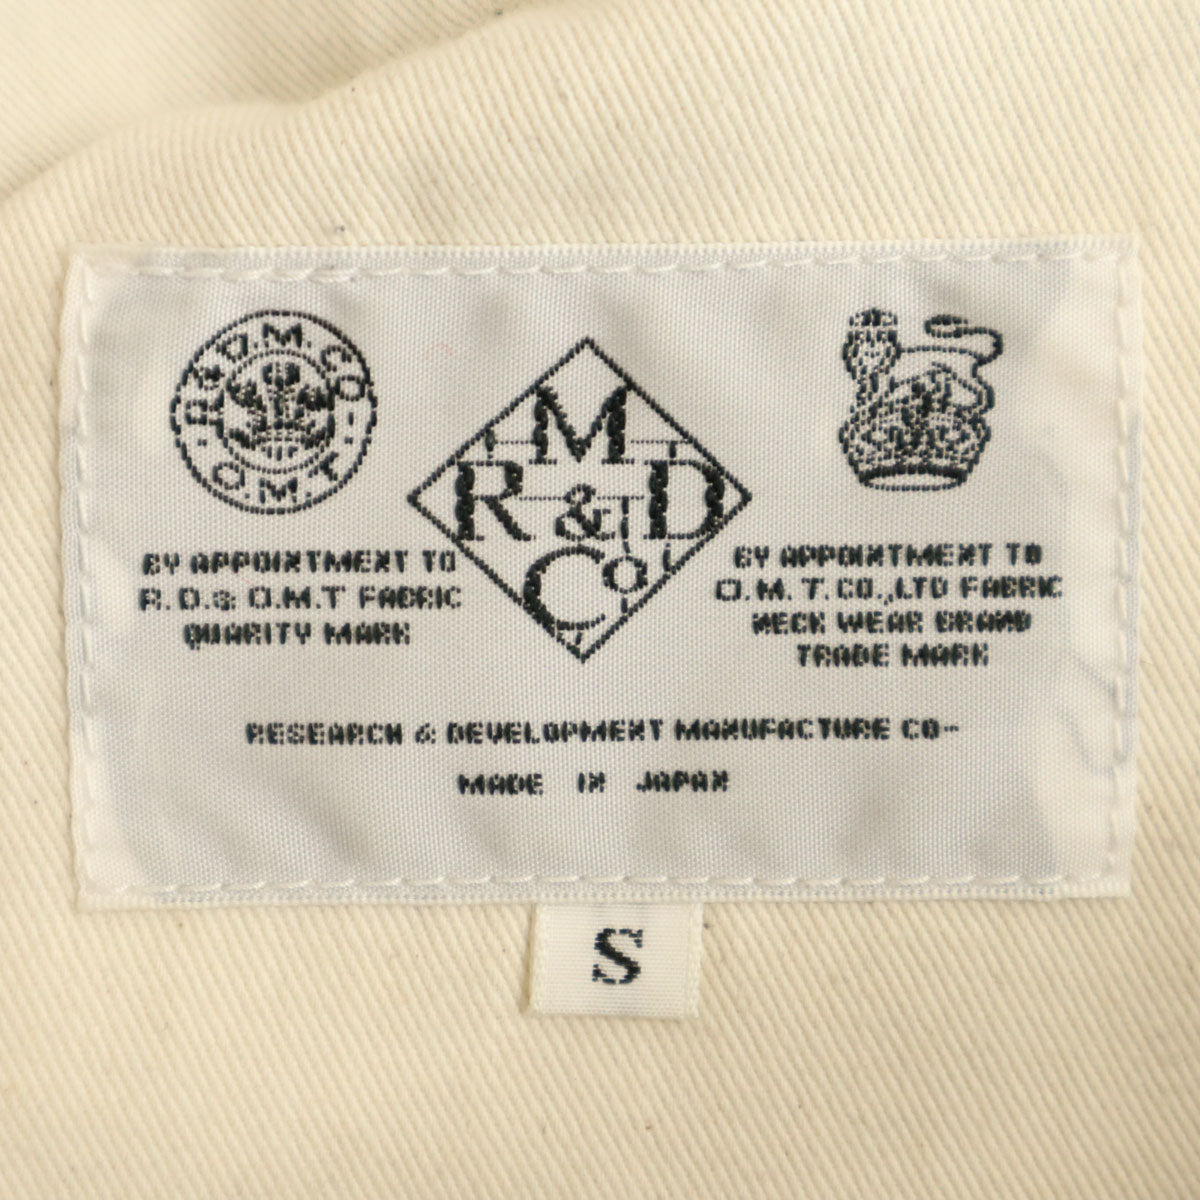 R&D.M.CO
-O.M.T-
M
R&D
Co
BY APPOINTMENT TO
R.D.& O.M.T FABRIC
QUARITY MARK
BY APPOINTMENT TO
O.M.T.CO.,LTD FABRIC
NECK WEAR BRAND
TRADE MARK
RESEARCH & DEVELOPMENT MANUFACTURE CO-
MADE IN JAPAN
S